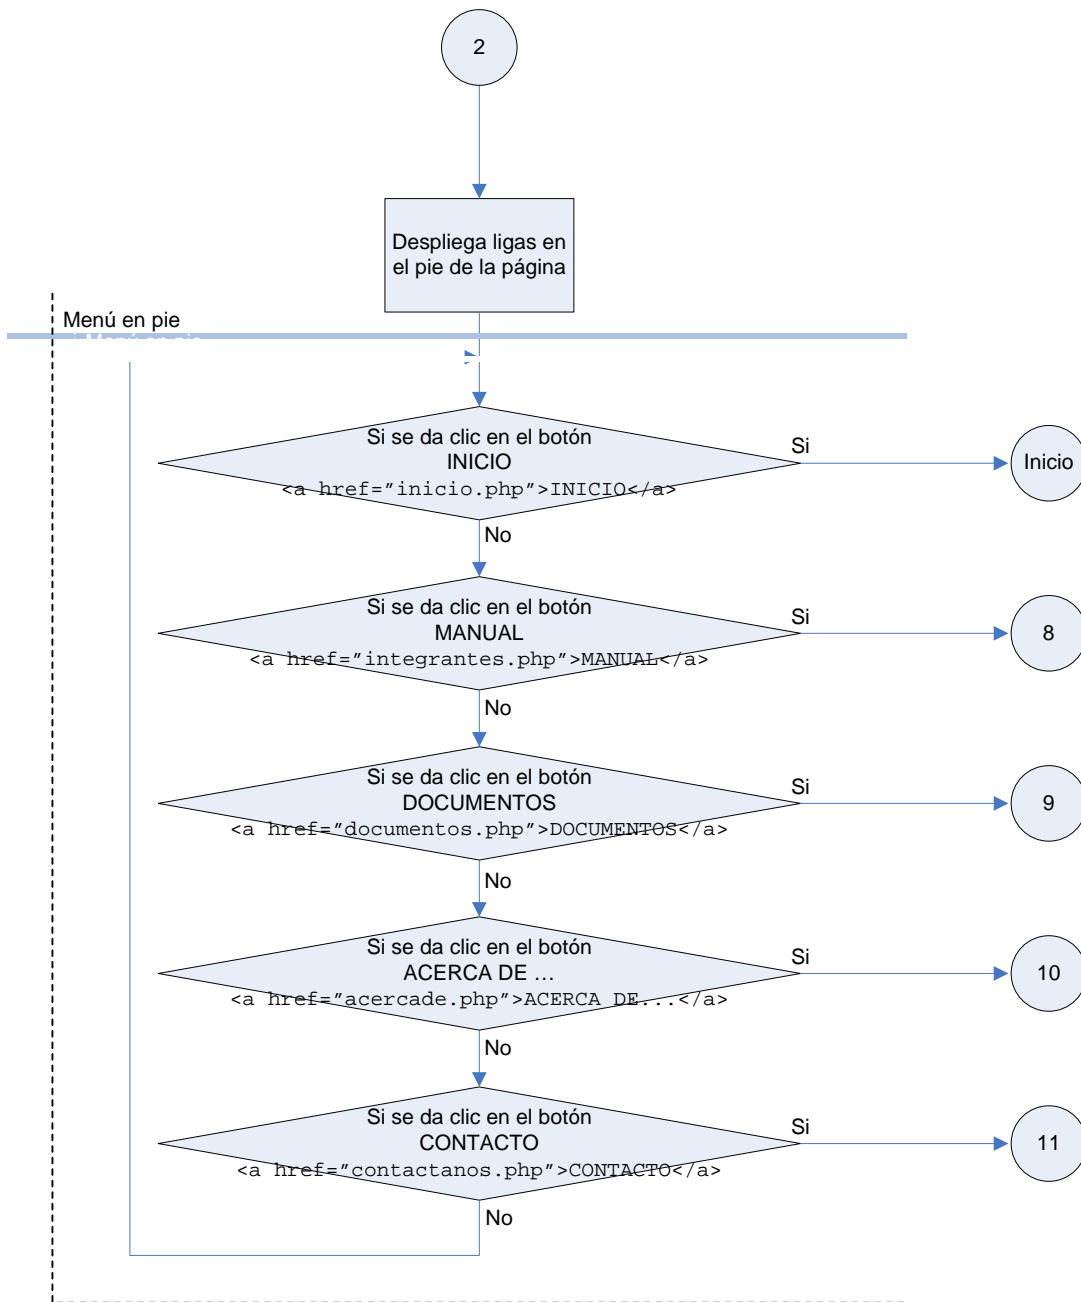 2
Despliega ligas en
el pie de la página
Menú en pie
Menú en pie
Si se da clic en el botón
INICIO
<a href="inicio.php">INICIO</a>
Si
Inicio
No
Si se da clic en el botón
MANUAL
<a href="integrantes.php">MANUAL</a>
Si
8
No
Si se da clic en el botón
DOCUMENTOS
<a href="documentos.php">DOCUMENTOS</a>
Si
9
No
Si se da clic en el botón
ACERCA DE …
<a href="acercade.php">ACERCA DE...</a>
Si
10
No
Si se da clic en el botón
CONTACTO
<a href="contactanos.php">CONTACTO</a>
Si
11
No